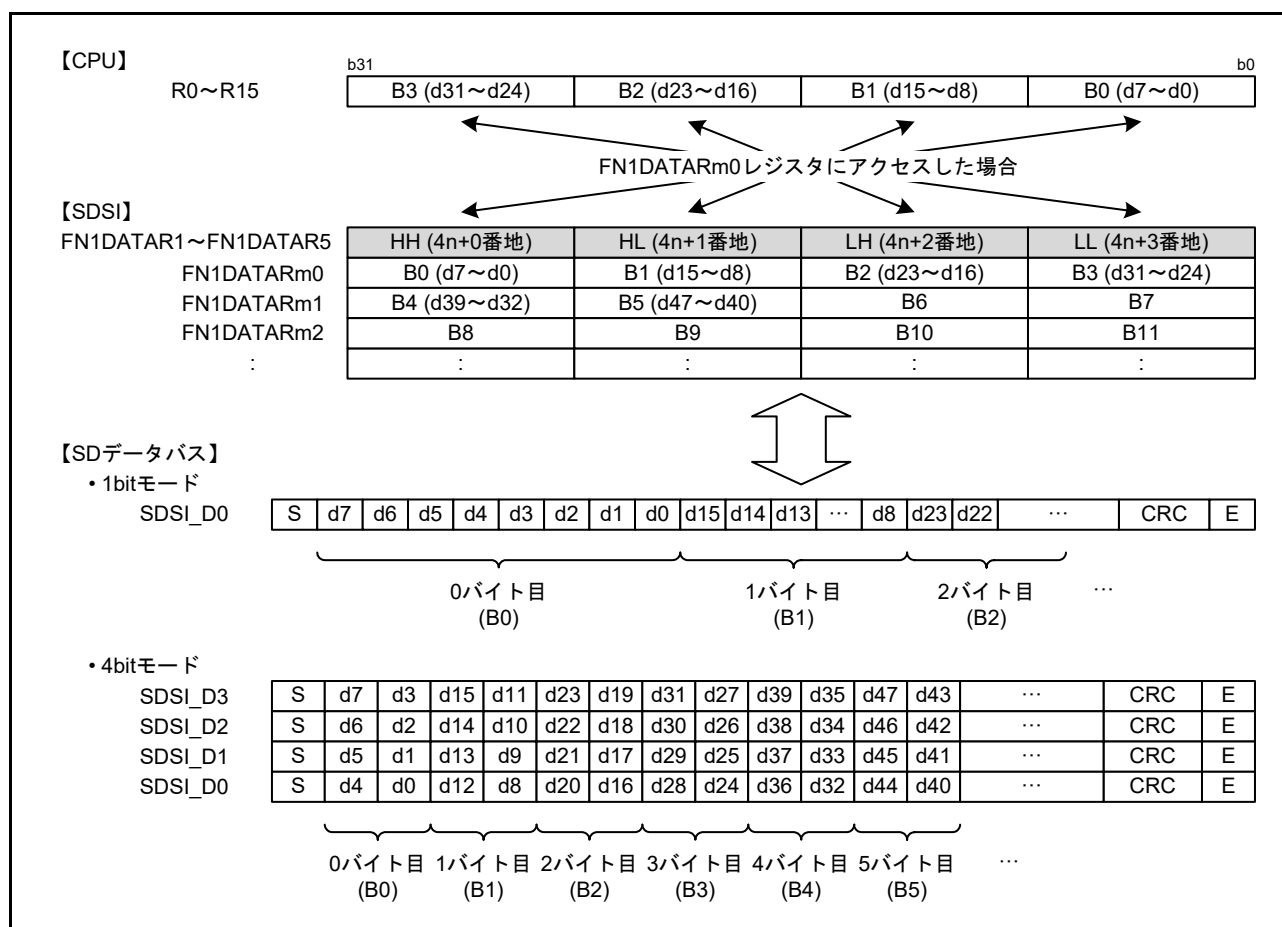 【CPU】
b31 b0
R0～R15 B3 (d31～d24) B2 (d23～d16) B1 (d15～d8) B0 (d7～d0)
FN1DATARm0レジスタにアクセスした場合
【SDSI】
FN1DATAR1～FN1DATAR5 HH (4n+0番地) HL (4n+1番地) LH (4n+2番地) LL (4n+3番地)
FN1DATARm0 B0 (d7～d0) B1 (d15～d8) B2 (d23～d16) B3 (d31～d24)
FN1DATARm1 B4 (d39～d32) B5 (d47～d40) B6 B7
FN1DATARm2 B8 B9 B10 B11
: : : : :
【SDデータバス】
• 1bitモード
SDSI_D0 S d7 d6 d5 d4 d3 d2 d1 d0 d15 d14 d13 … d8 d23 d22 … CRC E
0バイト目 1バイト目 2バイト目 …
(B0) (B1) (B2)
• 4bitモード
SDSI_D3 S d7 d3 d15 d11 d23 d19 d31 d27 d39 d35 d47 d43 … CRC E
SDSI_D2 S d6 d2 d14 d10 d22 d18 d30 d26 d38 d34 d46 d42 … CRC E
SDSI_D1 S d5 d1 d13 d9 d21 d17 d29 d25 d37 d33 d45 d41 … CRC E
SDSI_D0 S d4 d0 d12 d8 d20 d16 d28 d24 d36 d32 d44 d40 … CRC E
0バイト目 1バイト目 2バイト目 3バイト目 4バイト目 5バイト目 …
(B0) (B1) (B2) (B3) (B4) (B5)